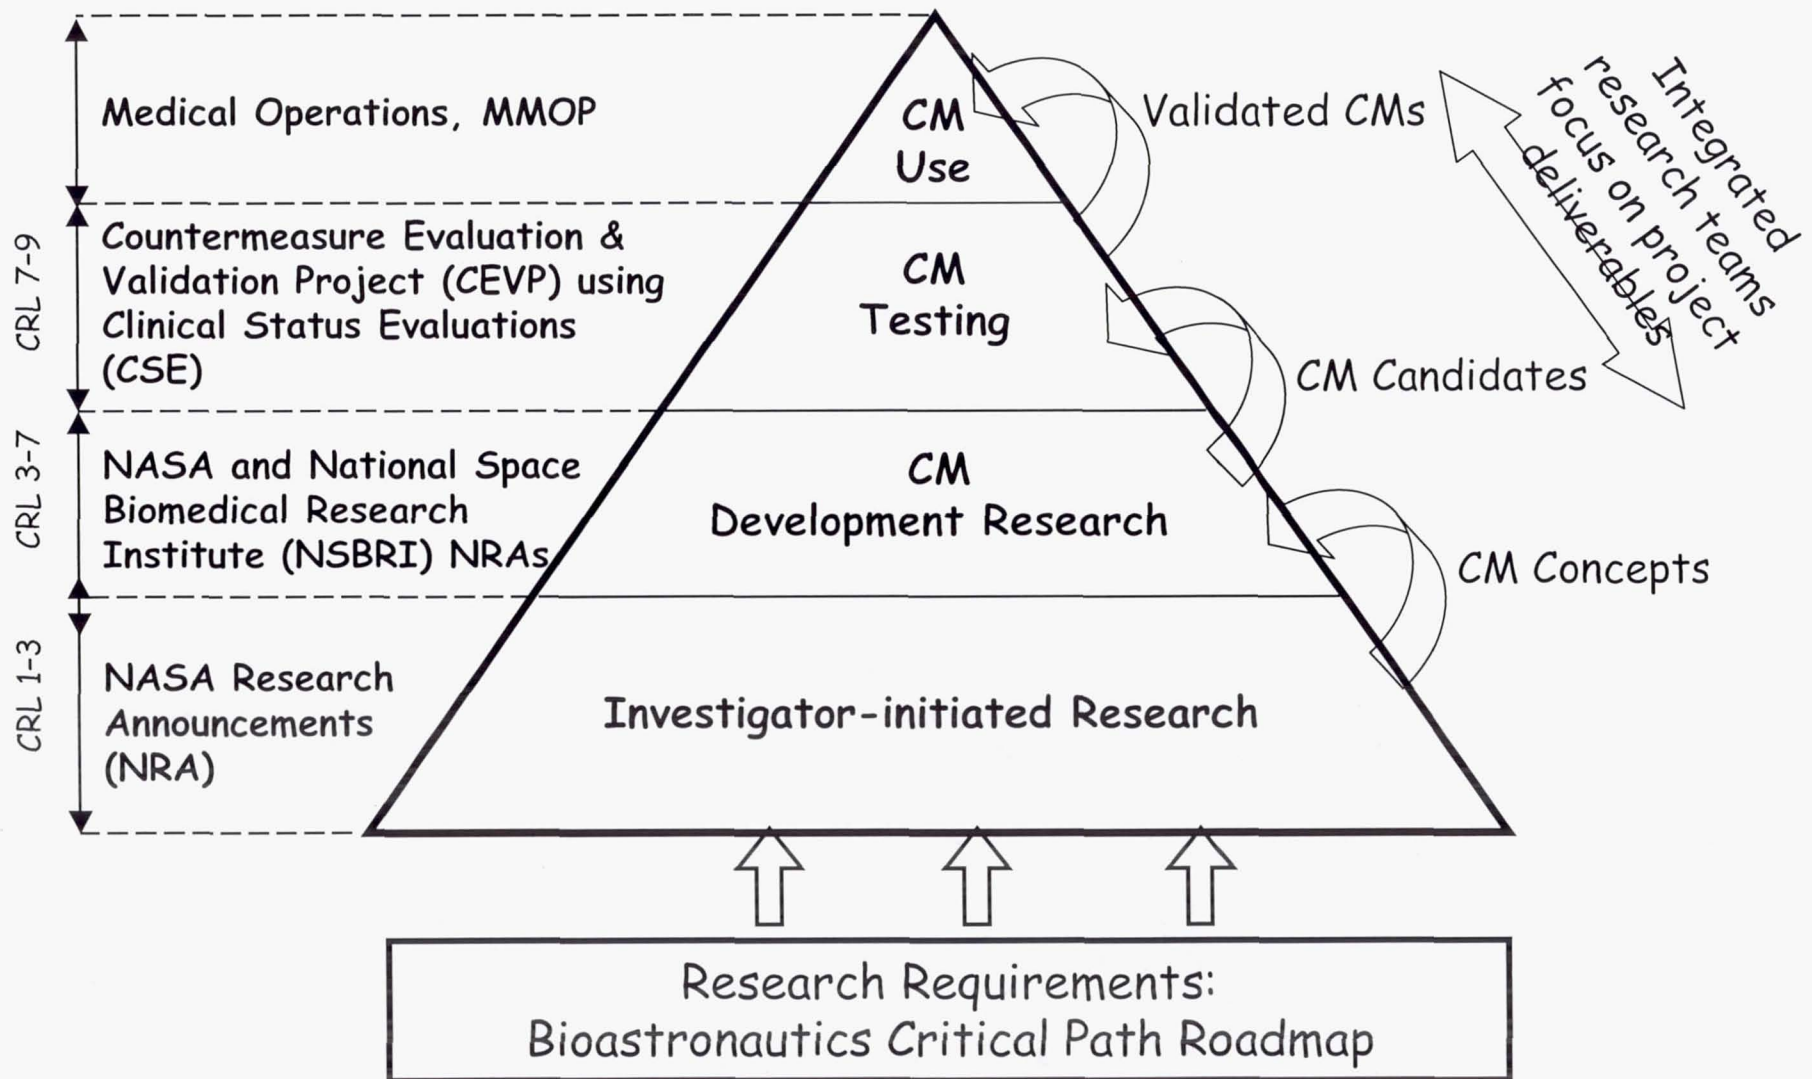 Medical Operations, MMOP
CM
Use
Validated CMs
Integrated
research teams
focus on project
deliverables
CRL 7-9
Countermeasure Evaluation &
Validation Project (CEVP) using
Clinical Status Evaluations
(CSE)
CM
Testing
CM Candidates
CRL 3-7
NASA and National Space
Biomedical Research
Institute (NSBRI) NRAs
CM
Development Research
CM Concepts
CRL 1-3
NASA Research
Announcements
(NRA)
Investigator-initiated Research
Research Requirements:
Bioastronautics Critical Path Roadmap